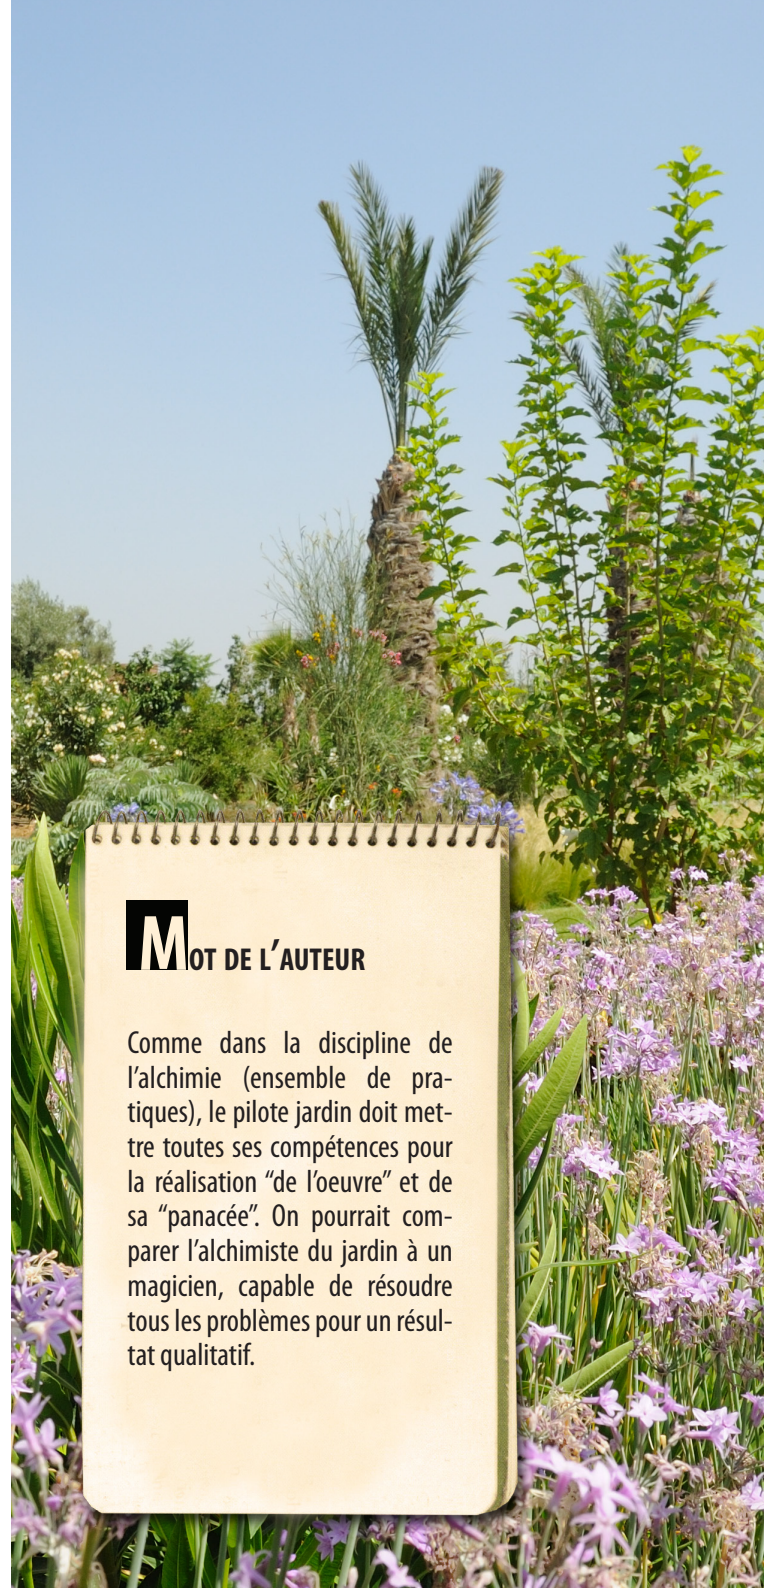 MOT DE L'AUTEUR
Comme dans la discipline de
l'alchimie (ensemble de pra-
tiques), le pilote jardin doit met-
tre toutes ses compétences pour
la réalisation “de l'oeuvre” et de
sa “panacée”. On pourrait com-
parer l'alchimiste du jardin à un
magicien, capable de résoudre
tous les problèmes pour un résul-
tat qualitatif.